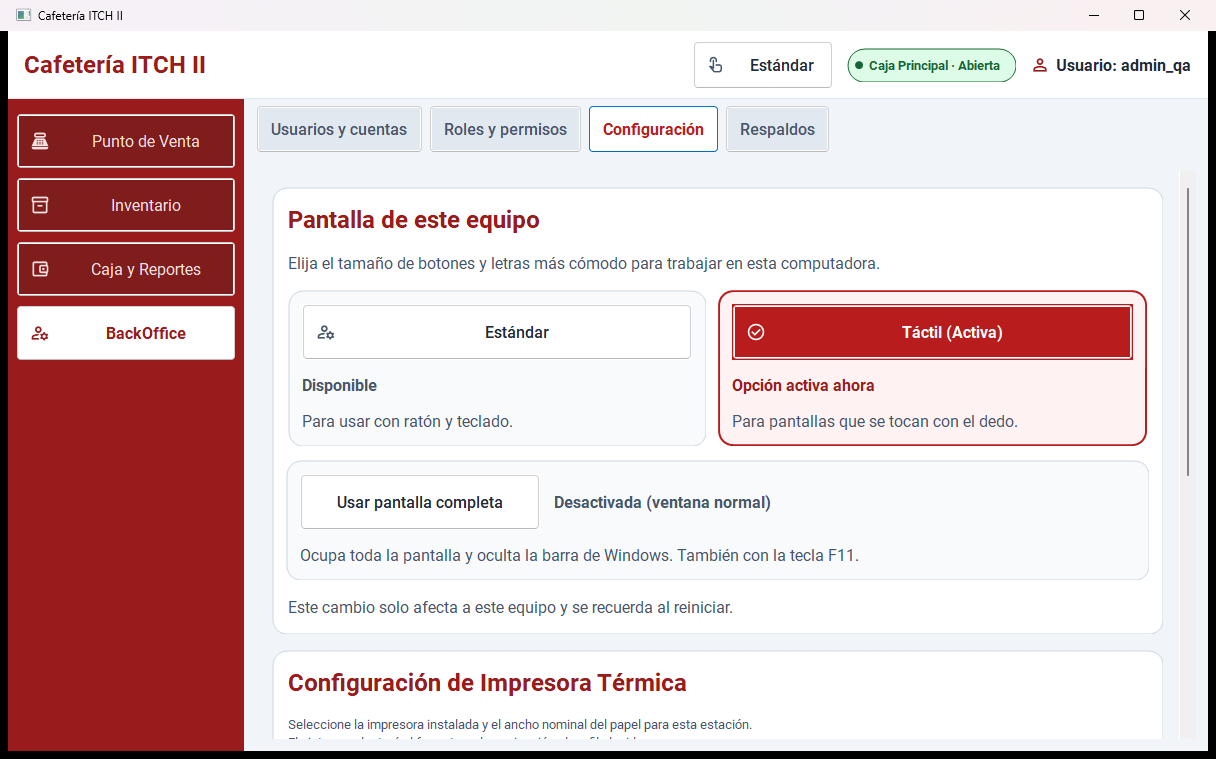 Cafetería ITCH II
Cafetería ITCH II
Estándar
Caja Principal · Abierta
Usuario: admin_qa
Punto de Venta
Inventario
Caja y Reportes
BackOffice
Usuarios y cuentas
Roles y permisos
Configuración
Respaldos
Pantalla de este equipo
Elija el tamaño de botones y letras más cómodo para trabajar en esta computadora.
Estándar
Disponible
Para usar con ratón y teclado.
Táctil (Activa)
Opción activa ahora
Para pantallas que se tocan con el dedo.
Usar pantalla completa
Desactivada (ventana normal)
Ocupa toda la pantalla y oculta la barra de Windows. También con la tecla F11.
Este cambio solo afecta a este equipo y se recuerda al reiniciar.
Configuración de Impresora Térmica
Seleccione la impresora instalada y el ancho nominal del papel para esta estación.